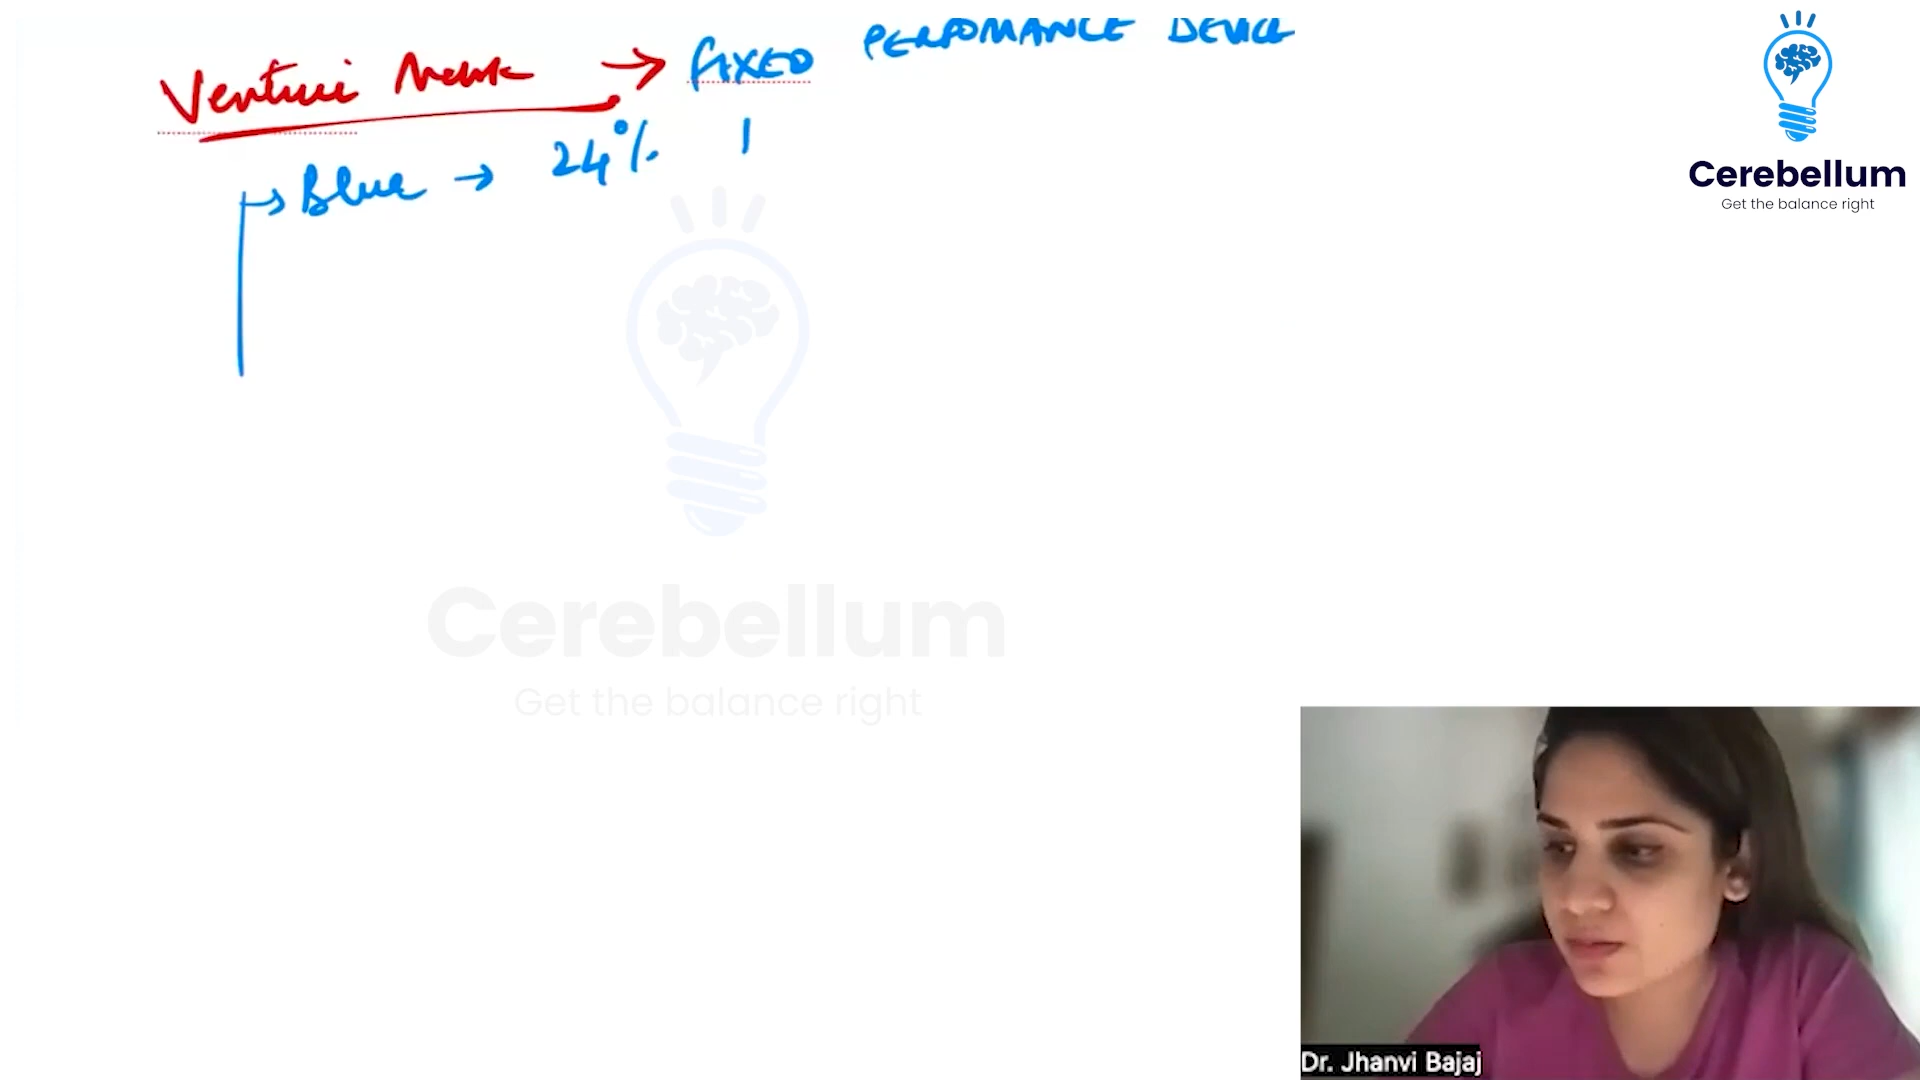 Venturi Mask → FIXED PERFOMANCE DEVICE
→ Blue → 24% I
Cerebellum
Get the balance right
Cerebellum
Get the balance right
Dr. Jhanvi Bajaj